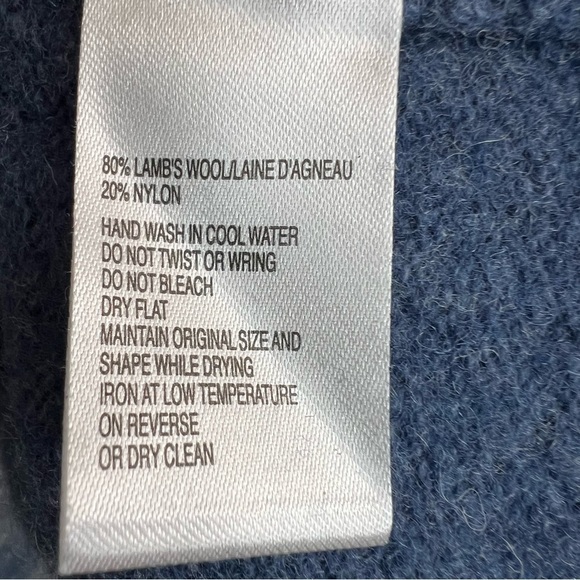 80% LAMB'S WOOL/LAINE D'AGNEAU
20% NYLON
HAND WASH IN COOL WATER
DO NOT TWIST OR WRING
DO NOT BLEACH
DRY FLAT
MAINTAIN ORIGINAL SIZE AND
SHAPE WHILE DRYING
IRON AT LOW TEMPERATURE
ON REVERSE
OR DRY CLEAN